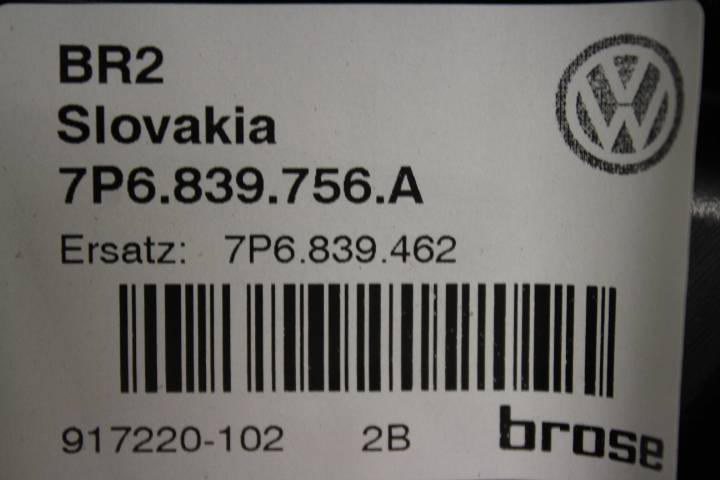 BR2
Slovakia
7P6.839.756.A
Ersatz: 7P6.839.462
917220-102 2B brose